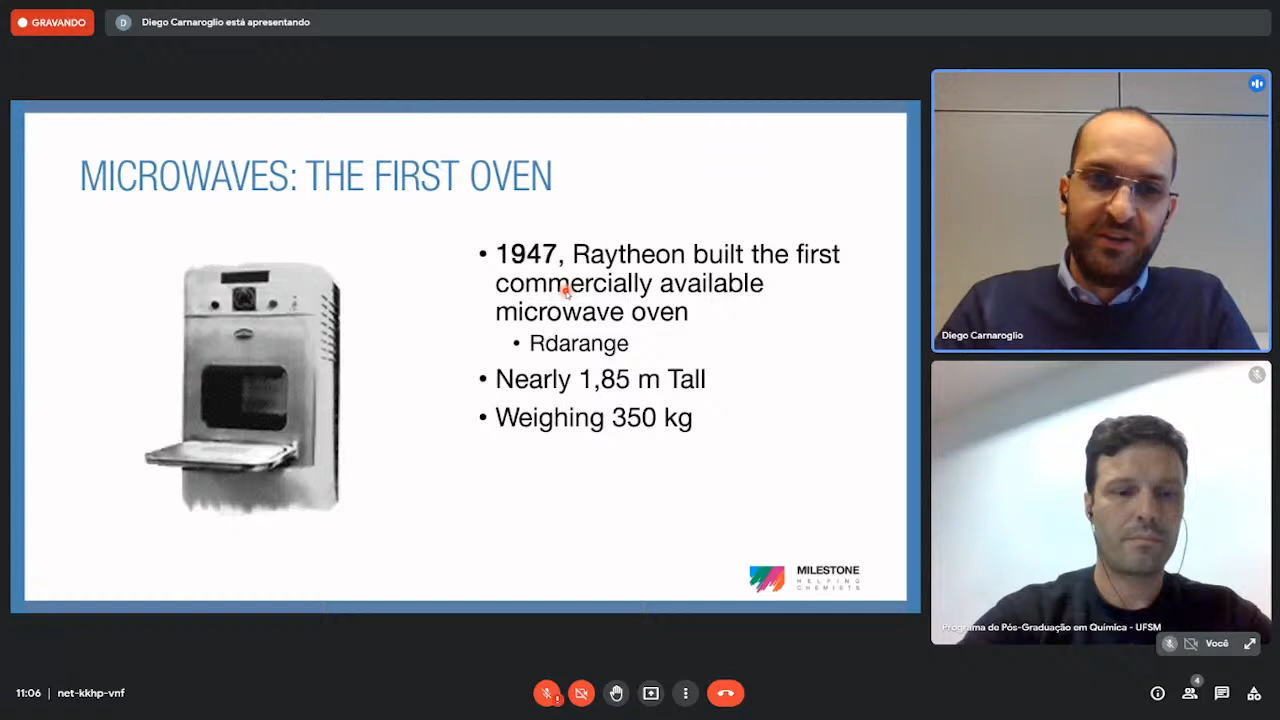 GRAVANDO
D
Diego Carnaroglio está apresentando
MICROWAVES: THE FIRST OVEN
• 1947, Raytheon built the first
commercially available
microwave oven
• Rdarange
• Nearly 1,85 m Tall
• Weighing 350 kg
MILESTONE
HELPING
CHEMISTS
Diego Carnaroglio
Programa de Pós-Graduação em Química - UFSM
Você
11:06 | net-kkhp-vnf
4